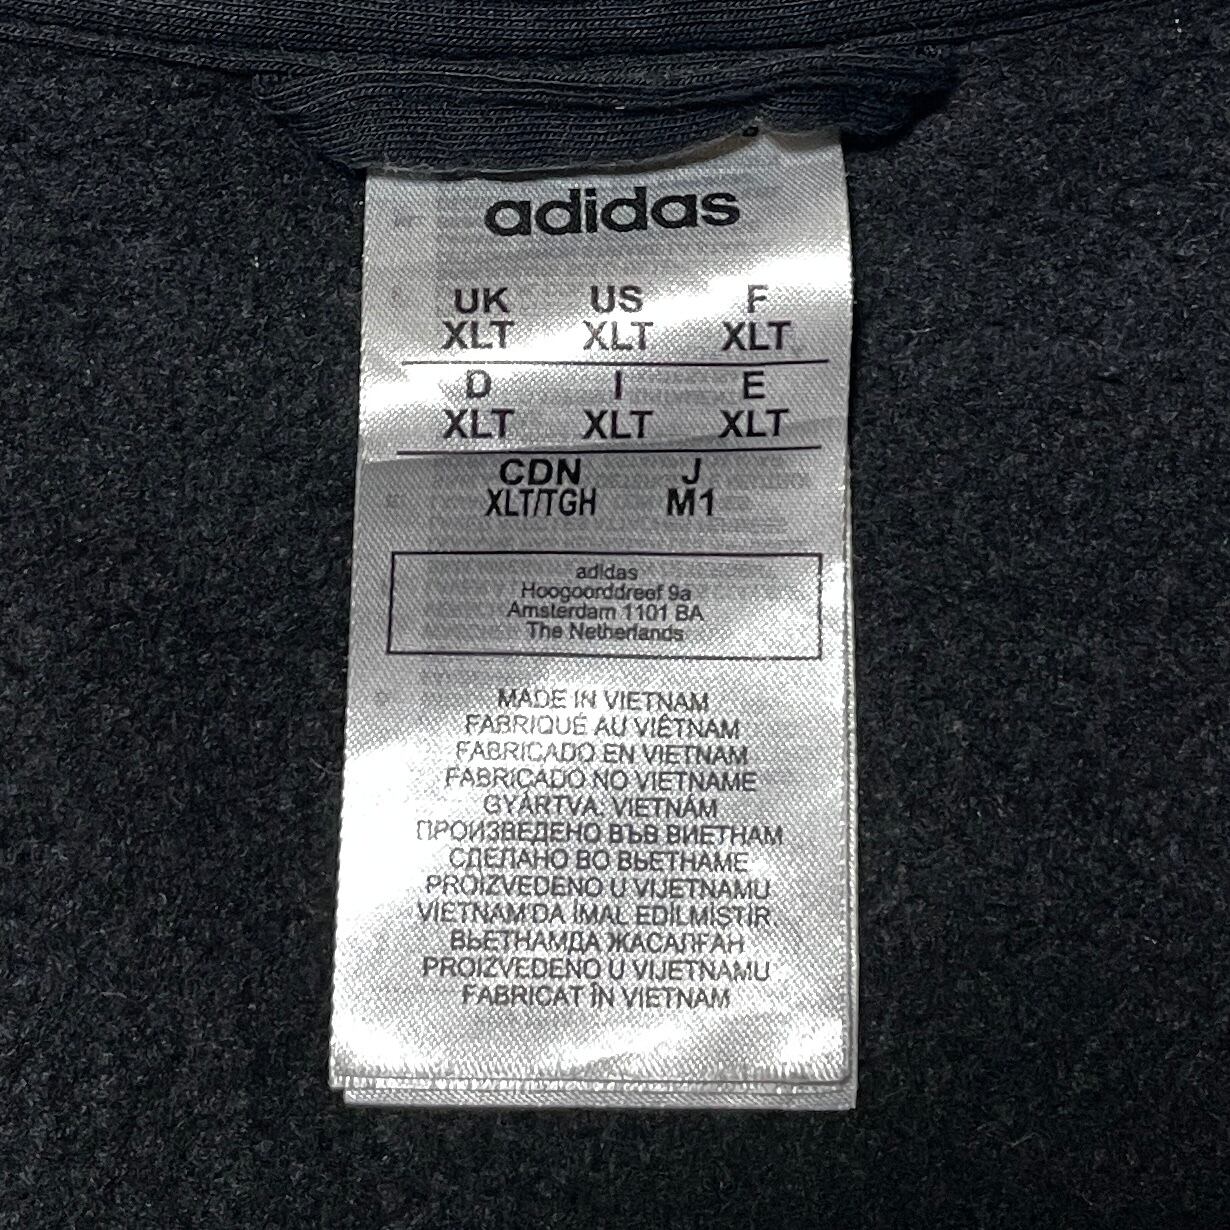 adidas
UK US F
XLT XLT XLT
D I E
XLT XLT XLT
CDN J
XLT/TGH M1
adidas
Hoogoorddreef 9a
Amsterdam 1101 BA
The Netherlands
MADE IN VIETNAM
FABRIQUÉ AU VIÊTNAM
FABRICADO EN VIETNAM
FABRICADO NO VIETNAME
GYÁRTVA: VIETNÁM
ПРОИЗВЕДЕНО ВЪВ ВИЕТНАМ
СДЕЛАНО ВО ВЬЕТНАМЕ
PROIZVEDENO U VIJETNAMU
VIETNAM'DA İMAL EDİLMİŞTİR.
ВЬЕТНАМДА ЖАСАЛҒАН
PROIZVEDENO U VIJETNAMU
FABRICAT ÎN VIETNAM